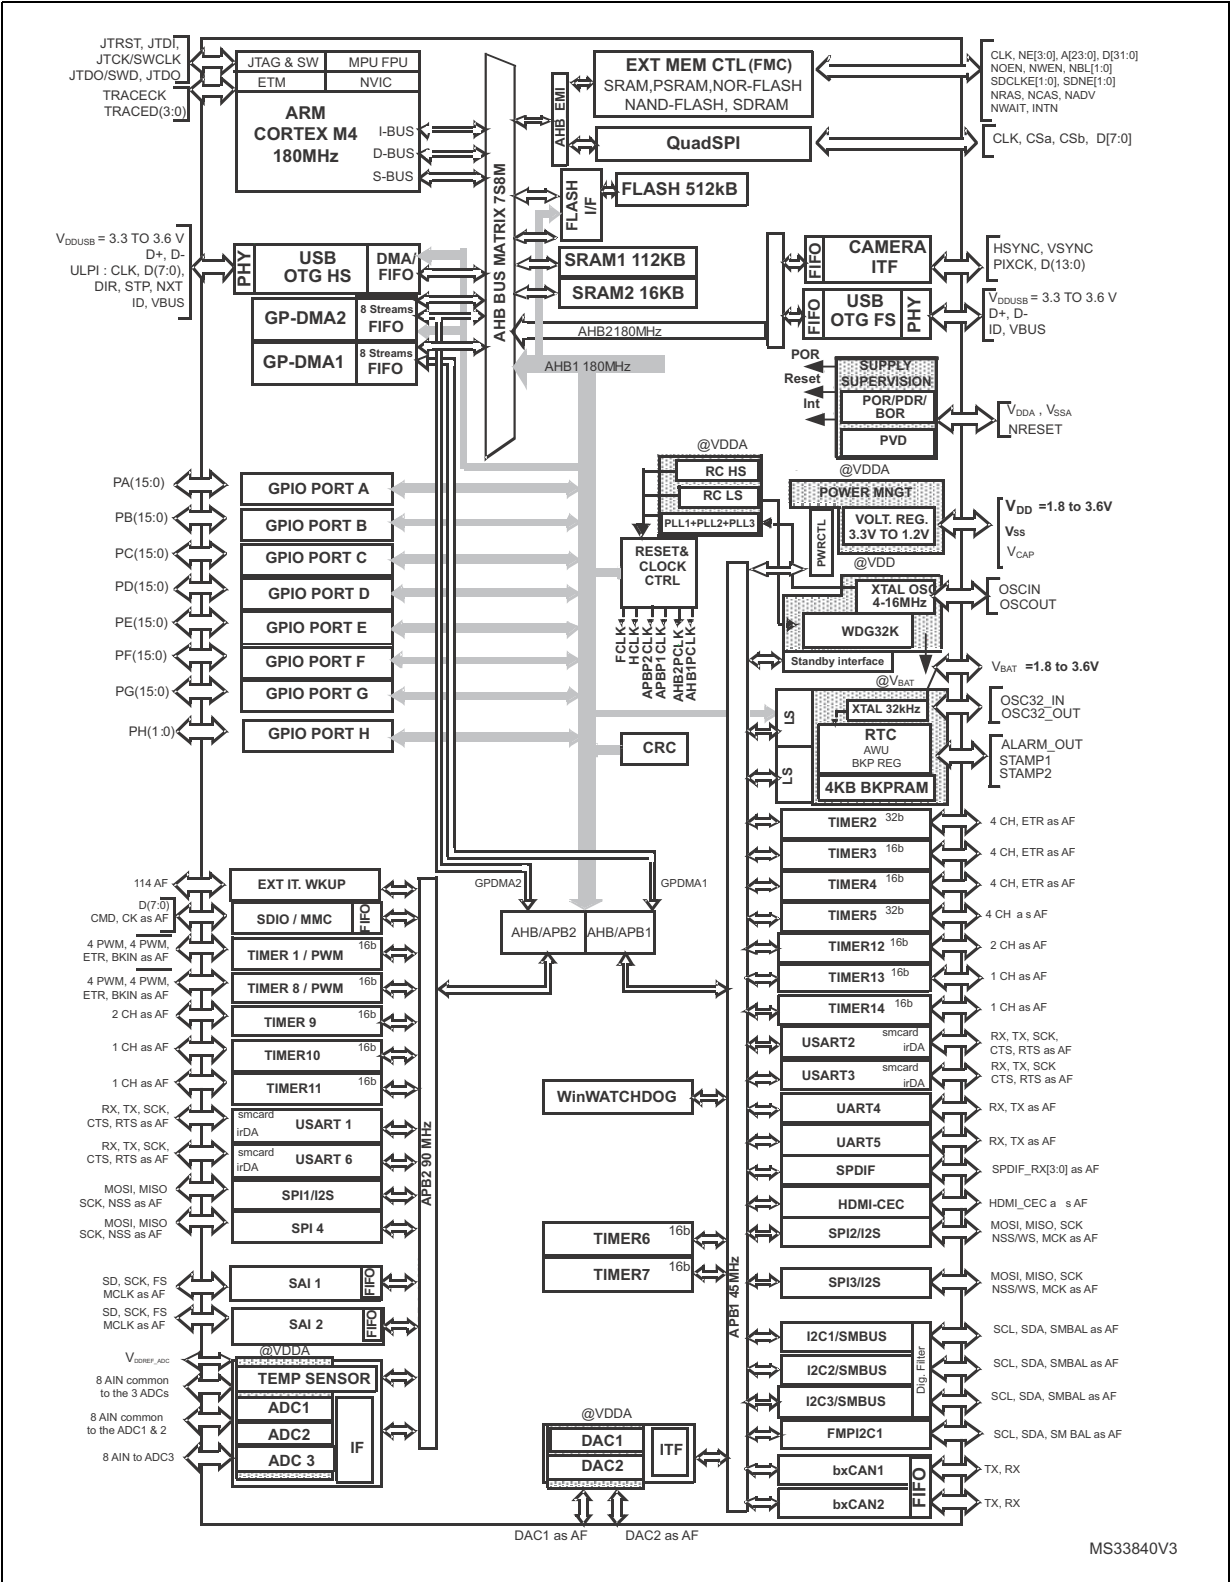 JTRST, JTDI,
JTCK/SWCLK
JTDO/SWD, JTDO
TRACECK
TRACED(3:0)
JTAG & SW
MPU FPU
ETM
NVIC
ARM
CORTEX M4
180MHz
I-BUS
D-BUS
S-BUS
AHB BUS MATRIX 7S8M
AHB EMI
EXT MEM CTL (FMC)
SRAM,PSRAM,NOR-FLASH
NAND-FLASH, SDRAM
QuadSPI
CLK, NE[3:0], A[23:0], D[31:0]
NOEN, NWEN, NBL[1:0]
SDCLKE[1:0], SDNE[1:0]
NRAS, NCAS, NADV
NWAIT, INTN
CLK, CSa, CSb, D[7:0]
FLASH
I/F
FLASH 512kB
SRAM1 112KB
SRAM2 16KB
VDDUSB = 3.3 TO 3.6 V
D+, D-
ULPI : CLK, D(7:0),
DIR, STP, NXT
ID, VBUS
PHY
USB
OTG HS
DMA/
FIFO
GP-DMA2
8 Streams
FIFO
GP-DMA1
8 Streams
FIFO
AHB2180MHz
AHB1 180MHz
FIFO
CAMERA
ITF
HSYNC, VSYNC
PIXCK, D(13:0)
FIFO
USB
OTG FS
PHY
VDDUSB = 3.3 TO 3.6 V
D+, D-
ID, VBUS
POR
Reset
Int
SUPPLY
SUPERVISION
POR/PDR/
BOR
PVD
VDDA , VSSA
NRESET
@VDDA
RC HS
RC LS
PLL1+PLL2+PLL3
RESET&
CLOCK
CTRL
FCLK
HCLK
APBP2CLK
APBP1CLK
AHB2PCLK
AHB1PCLK
@VDDA
POWER MNGT
VOLT. REG.
3.3V TO 1.2V
PWRCTL
VDD =1.8 to 3.6V
Vss
VCAP
@VDD
XTAL OSC
4-16MHz
OSCIN
OSCOUT
WDG32K
Standby interface
VBAT =1.8 to 3.6V
@VBAT
LS
XTAL 32kHz
OSC32_IN
OSC32_OUT
RTC
AWU
BKP REG
ALARM_OUT
STAMP1
STAMP2
LS
4KB BKPRAM
PA(15:0)
GPIO PORT A
PB(15:0)
GPIO PORT B
PC(15:0)
GPIO PORT C
PD(15:0)
GPIO PORT D
PE(15:0)
GPIO PORT E
PF(15:0)
GPIO PORT F
PG(15:0)
GPIO PORT G
PH(1:0)
GPIO PORT H
CRC
GPDMA2
GPDMA1
AHB/APB2
AHB/APB1
114 AF
EXT IT. WKUP
D(7:0)
CMD, CK as AF
SDIO / MMC
FIFO
4 PWM, 4 PWM,
ETR, BKIN as AF
TIMER 1 / PWM
16b
4 PWM, 4 PWM,
ETR, BKIN as AF
TIMER 8 / PWM
16b
2 CH as AF
TIMER 9
16b
1 CH as AF
TIMER10
16b
1 CH as AF
TIMER11
16b
RX, TX, SCK,
CTS, RTS as AF
smcard
irDA
USART 1
RX, TX, SCK,
CTS, RTS as AF
smcard
irDA
USART 6
MOSI, MISO
SCK, NSS as AF
SPI1/I2S
MOSI, MISO
SCK, NSS as AF
SPI 4
SD, SCK, FS
MCLK as AF
SAI 1
FIFO
SD, SCK, FS
MCLK as AF
SAI 2
FIFO
APB2 90 MHz
VDDREF_ADC
@VDDA
TEMP SENSOR
8 AIN common
to the 3 ADCs
ADC1
8 AIN common
to the ADC1 & 2
ADC2
8 AIN to ADC3
ADC 3
IF
WinWATCHDOG
TIMER6
16b
TIMER7
16b
APB1 45MHz
@VDDA
DAC1
DAC2
ITF
DAC1 as AF
DAC2 as AF
TIMER2
32b
4 CH, ETR as AF
TIMER3
16b
4 CH, ETR as AF
TIMER4
16b
4 CH, ETR as AF
TIMER5
32b
4 CH a s AF
TIMER12
16b
2 CH as AF
TIMER13
16b
1 CH as AF
TIMER14
16b
1 CH as AF
USART2
smcard
irDA
RX, TX, SCK,
CTS, RTS as AF
USART3
smcard
irDA
RX, TX, SCK
CTS, RTS as AF
UART4
RX, TX as AF
UART5
RX, TX as AF
SPDIF
SPDIF_RX[3:0] as AF
HDMI-CEC
HDMI_CEC a s AF
SPI2/I2S
MOSI, MISO, SCK
NSS/WS, MCK as AF
SPI3/I2S
MOSI, MISO, SCK
NSS/WS, MCK as AF
I2C1/SMBUS
SCL, SDA, SMBAL as AF
I2C2/SMBUS
SCL, SDA, SMBAL as AF
I2C3/SMBUS
SCL, SDA, SMBAL as AF
Dig. Filter
FMPI2C1
SCL, SDA, SM BAL as AF
bxCAN1
TX, RX
bxCAN2
TX, RX
FIFO
MS33840V3